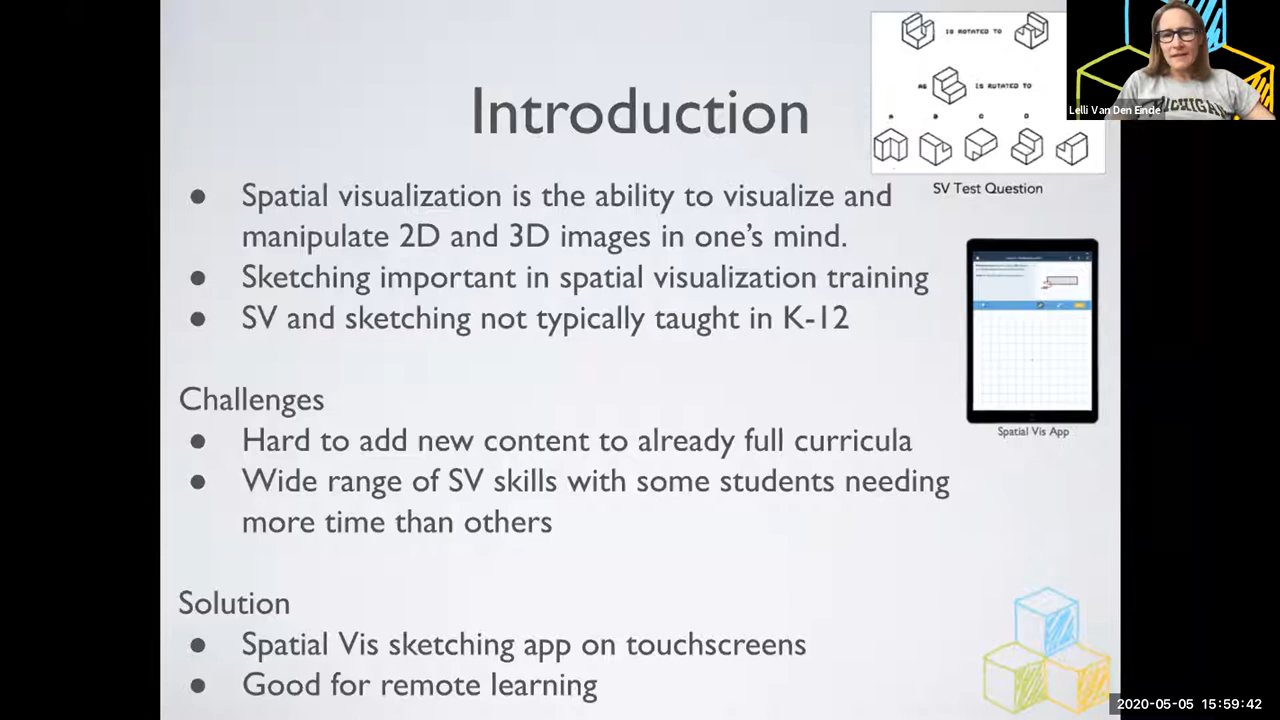 IS ROTATED TO
AS
IS ROTATED TO
A B C D
SV Test Question
Lelli Van Den Einde
MICHIGAN
Introduction
● Spatial visualization is the ability to visualize and
manipulate 2D and 3D images in one’s mind.
● Sketching important in spatial visualization training
● SV and sketching not typically taught in K-12
Spatial Vis App
Challenges
● Hard to add new content to already full curricula
● Wide range of SV skills with some students needing
more time than others
Solution
● Spatial Vis sketching app on touchscreens
● Good for remote learning
2020-05-05 15:59:42